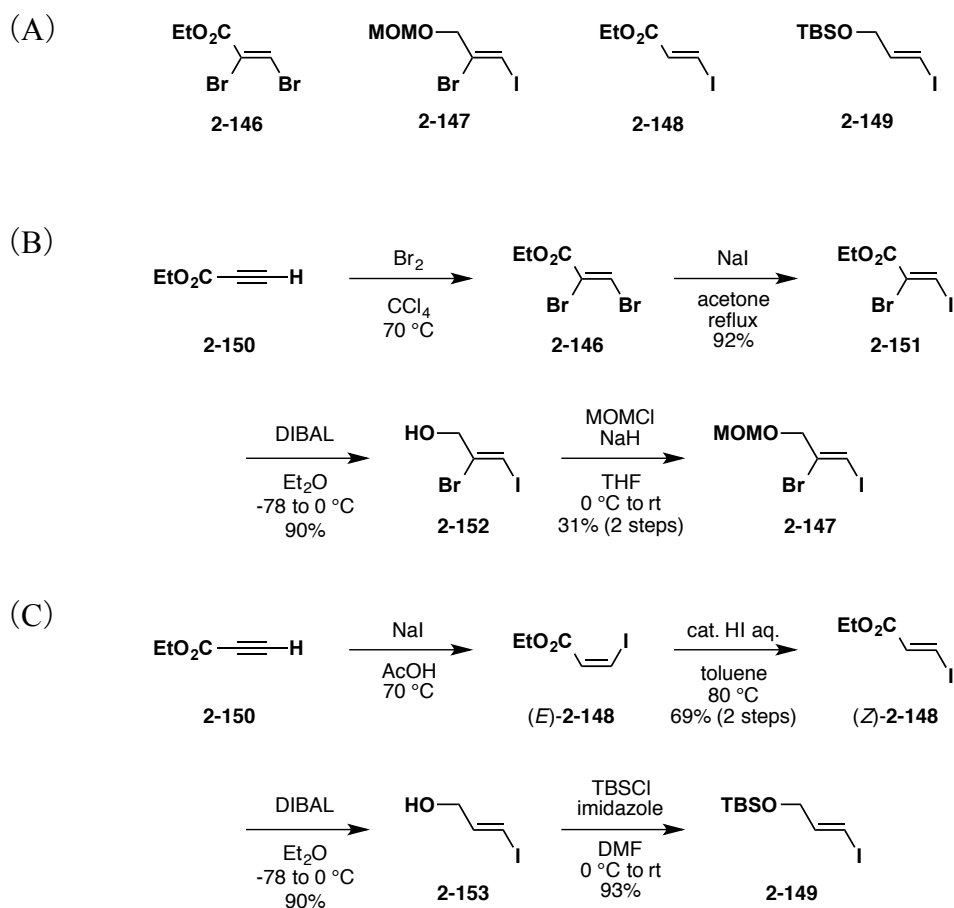 (A)
EtO2C Br Br
2-146
MOMO Br I
2-147
EtO2C I
2-148
TBSO I
2-149
(B)
EtO2C H
2-150
Br2
CCl4
70 °C
EtO2C Br Br
2-146
NaI
acetone
reflux
92%
EtO2C Br I
2-151
DIBAL
Et2O
-78 to 0 °C
90%
HO Br I
2-152
MOMCl
NaH
THF
0 °C to rt
31% (2 steps)
MOMO Br I
2-147
(C)
EtO2C H
2-150
NaI
AcOH
70 °C
EtO2C I
(E)-2-148
cat. HI aq.
toluene
80 °C
69% (2 steps)
EtO2C I
(Z)-2-148
DIBAL
Et2O
-78 to 0 °C
90%
HO I
2-153
TBSCl
imidazole
DMF
0 °C to rt
93%
TBSO I
2-149